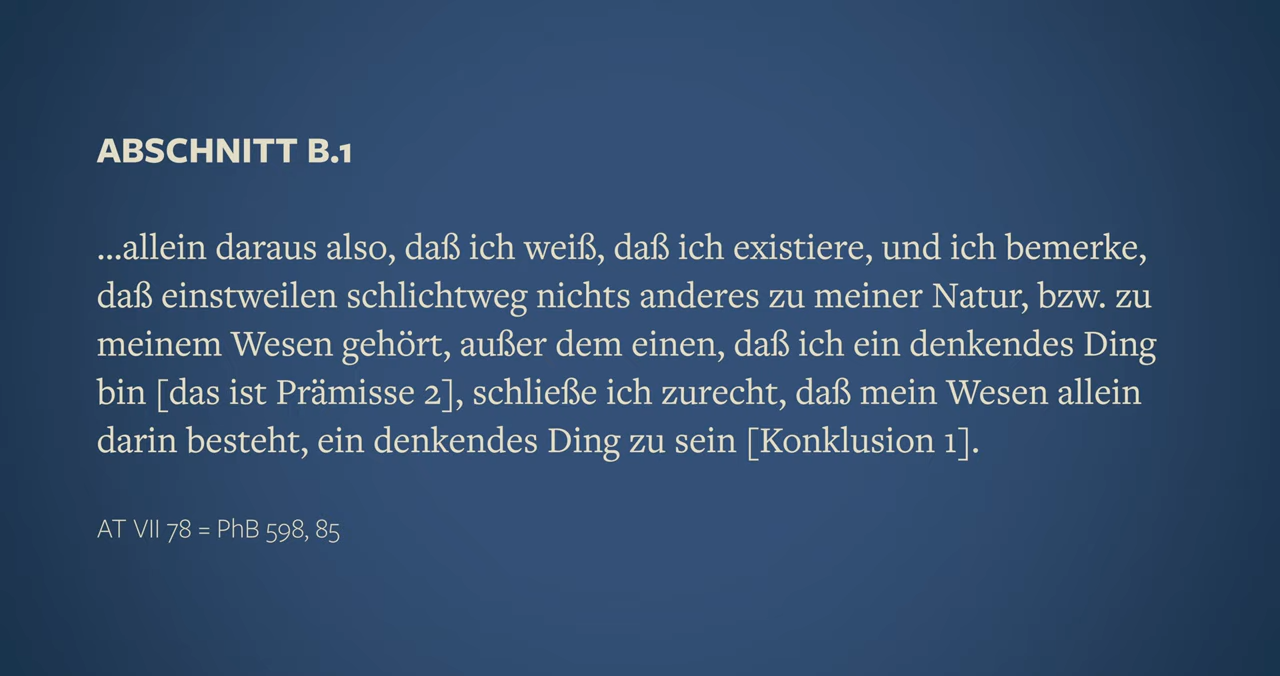 ABSCHNITT B.1
...allein daraus also, daß ich weiß, daß ich existiere, und ich bemerke,
daß einstweilen schlichtweg nichts anderes zu meiner Natur, bzw. zu
meinem Wesen gehört, außer dem einen, daß ich ein denkendes Ding
bin [das ist Prämisse 2], schließe ich zurecht, daß mein Wesen allein
darin besteht, ein denkendes Ding zu sein [Konklusion 1].
AT VII 78 = PhB 598, 85